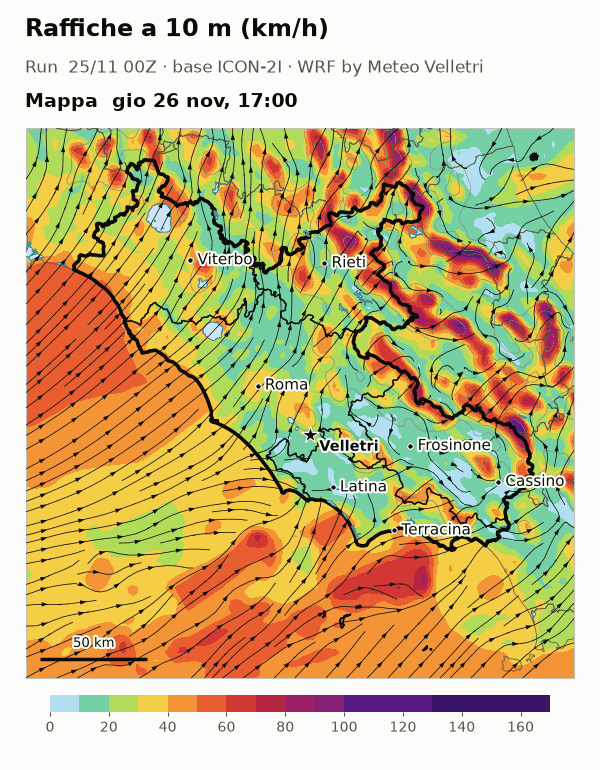 Raffiche a 10 m (km/h)
Run  25/11 00Z · base ICON-2I · WRF by Meteo Velletri
Mappa  gio 26 nov, 17:00
Viterbo
Rieti
Roma
Velletri
Frosinone
Latina
Cassino
Terracina
50 km
0 20 40 60 80 100 120 140 160